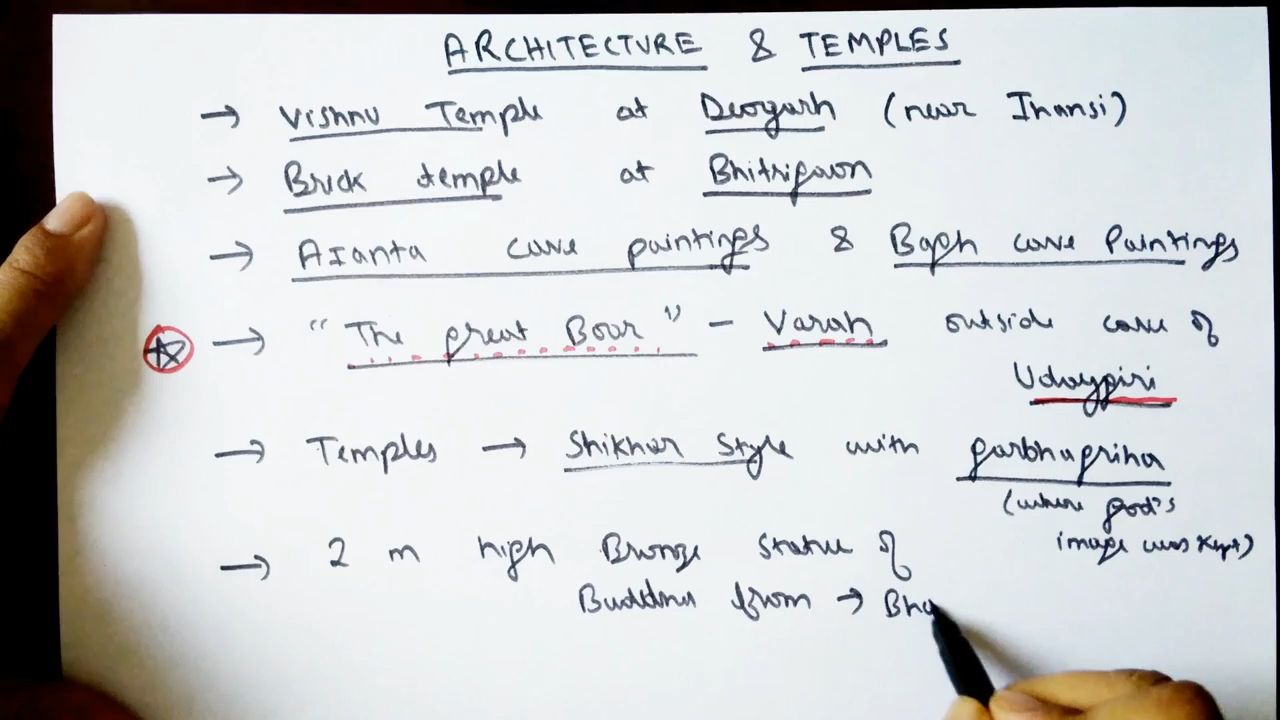 ARCHITECTURE & TEMPLES
→ Vishnu Temple at Deogarh (near Jhansi)
→ Brick temple at Bhitrigaon
→ AJanta cave paintings & Bagh cave Paintings
→ "The great Boar" - Varah outside cave of
Udaygiri
→ Temples → Shikhar Style with garbhagriha
(where god's
image was kept)
→ 2 m high Bronze statue of
Buddha from → Bha